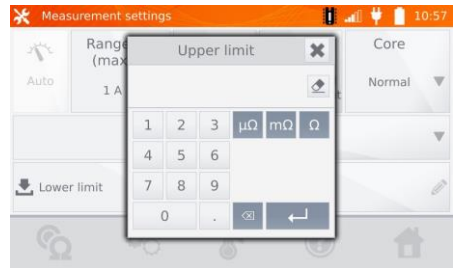 Measurement settings 10:57
Range
(max
1 A
Auto
Upper limit
Core
Normal
1 2 3 μΩ mΩ Ω
4 5 6
7 8 9
0 .
Lower limit